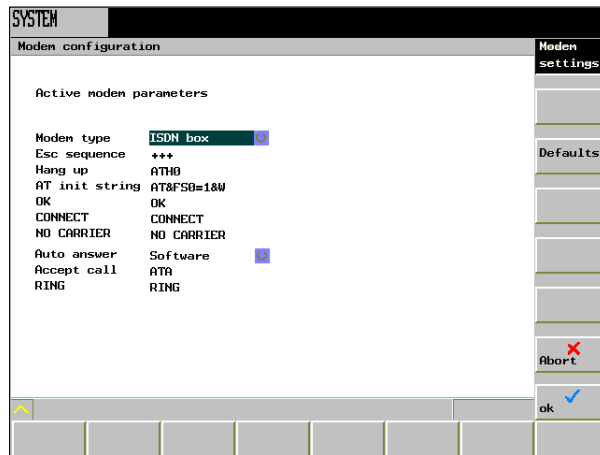 SYSTEM
Modem configuration
Modem settings
Active modem parameters
Modem type ISDN box
Esc sequence +++
Hang up ATH0
AT init string AT&FS0=1&W
OK OK
CONNECT CONNECT
NO CARRIER NO CARRIER
Auto answer Software
Accept call ATA
RING RING
Defaults
Abort
ok